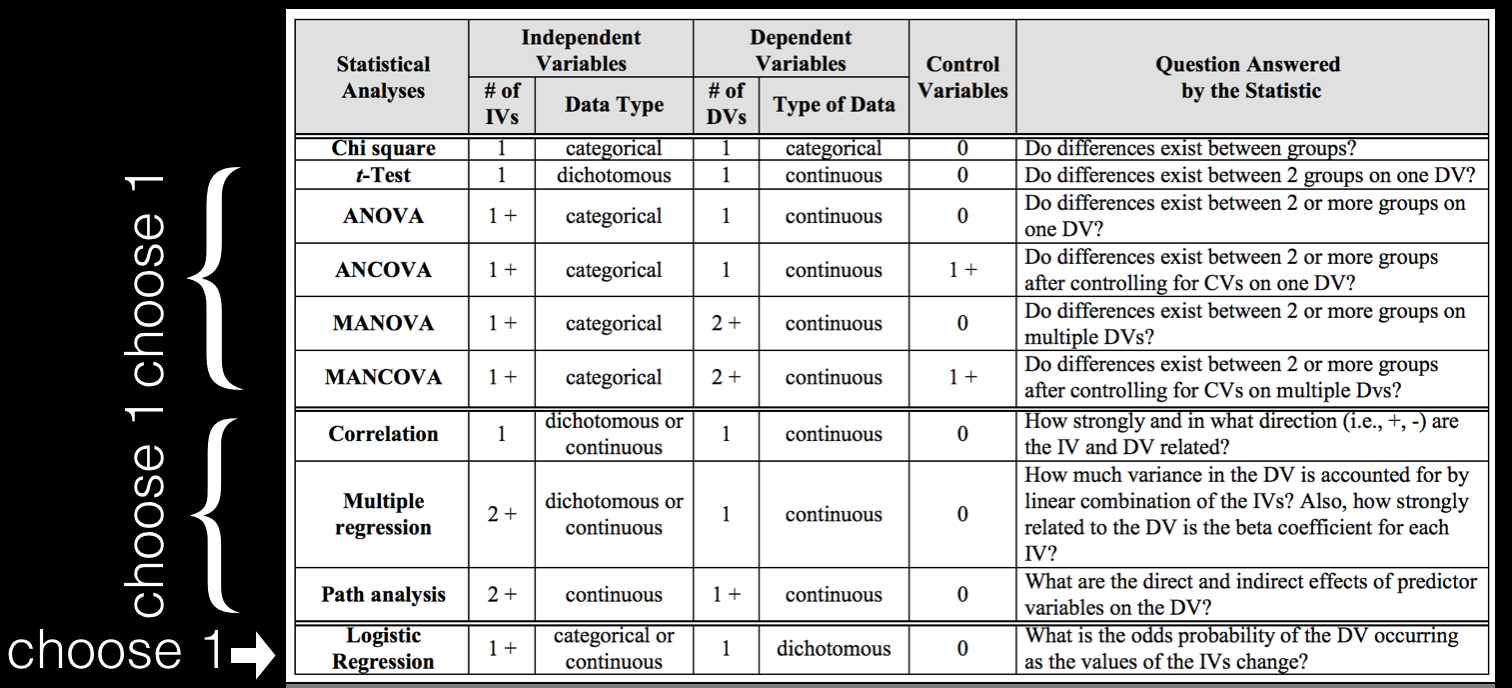 choose 1
choose 1
choose 1
Statistical
Analyses
Independent
Variables
Dependent
Variables
Control
Variables
Question Answered
by the Statistic
# of
IVs
Data Type
# of
DVs
Type of Data
Chi square 1 categorical 1 categorical 0 Do differences exist between groups?
t-Test 1 dichotomous 1 continuous 0 Do differences exist between 2 groups on one DV?
ANOVA 1 + categorical 1 continuous 0 Do differences exist between 2 or more groups on
one DV?
ANCOVA 1 + categorical 1 continuous 1 + Do differences exist between 2 or more groups
after controlling for CVs on one DV?
MANOVA 1 + categorical 2 + continuous 0 Do differences exist between 2 or more groups on
multiple DVs?
MANCOVA 1 + categorical 2 + continuous 1 + Do differences exist between 2 or more groups
after controlling for CVs on multiple Dvs?
Correlation 1 dichotomous or
continuous
1 continuous 0 How strongly and in what direction (i.e., +, -) are
the IV and DV related?
Multiple
regression
2 + dichotomous or
continuous
1 continuous 0 How much variance in the DV is accounted for by
linear combination of the IVs? Also, how strongly
related to the DV is the beta coefficient for each
IV?
Path analysis 2 + continuous 1 + continuous 0 What are the direct and indirect effects of predictor
variables on the DV?
Logistic
Regression
1 + categorical or
continuous
1 dichotomous 0 What is the odds probability of the DV occurring
as the values of the IVs change?